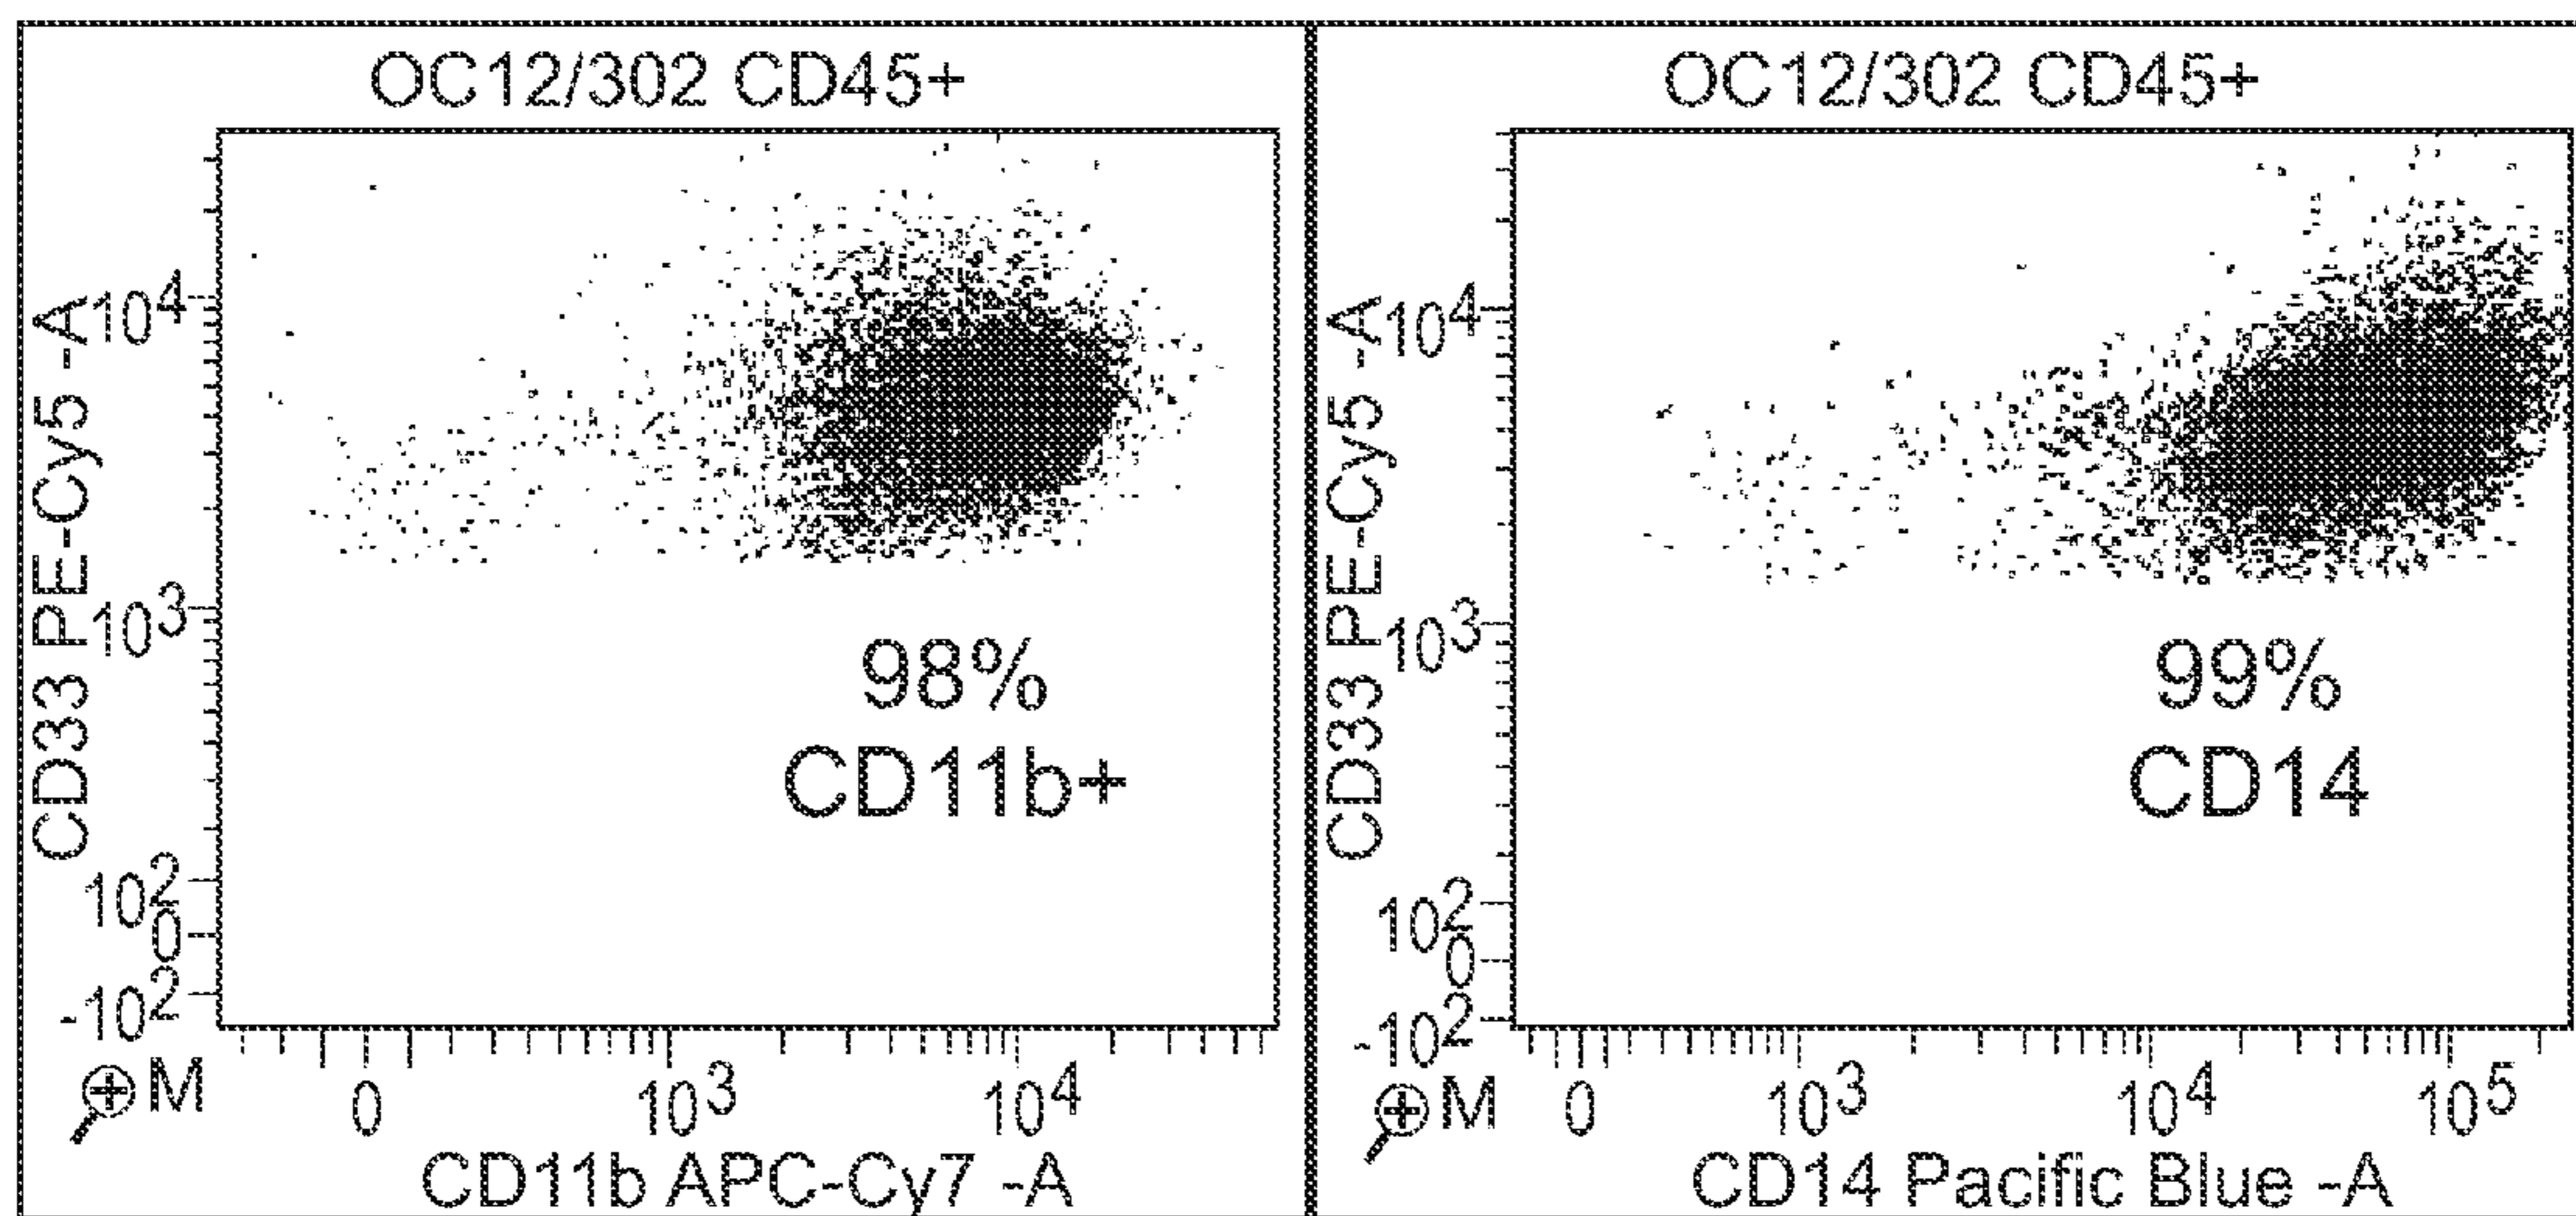 OC12/302 CD45+
CD33 PE-Cy5 -A
10^4
10^3
10^2
0
-10^2
98%
CD11b+
M
0
10^3
10^4
CD11b APC-Cy7 -A
OC12/302 CD45+
CD33 PE-Cy5 -A
10^4
10^3
10^2
0
-10^2
99%
CD14
M
0
10^3
10^4
10^5
CD14 Pacific Blue -A